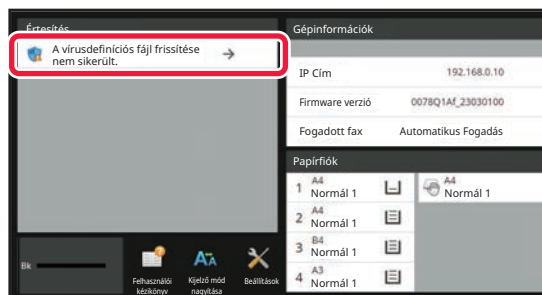 Értesítés
A vírusdefiníciós fájl frissítése
nem sikerült.
Gépinformációk
IP Cím 192.168.0.10
Firmware verzió 0078Q1Af_23030100
Fogadott fax Automatikus Fogadás
Papírfiók
1 A4
Normál 1
A4
Normál 1
2 A4
Normál 1
3 B4
Normál 1
4 A3
Normál 1
Bk
Felhasználói
kézikönyv
Kijelző mód
nagyítása
Beállítások